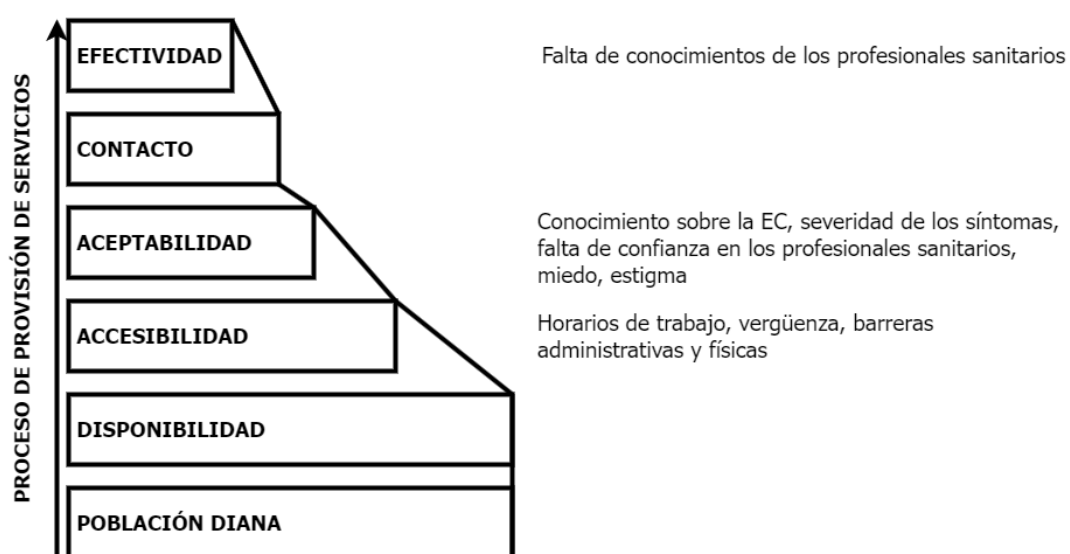 PROCESO DE PROVISIÓN DE SERVICIOS
EFECTIVIDAD
Falta de conocimientos de los profesionales sanitarios
CONTACTO
ACEPTABILIDAD
Conocimiento sobre la EC, severidad de los síntomas,
falta de confianza en los profesionales sanitarios,
miedo, estigma
ACCESIBILIDAD
Horarios de trabajo, vergüenza, barreras
administrativas y físicas
DISPONIBILIDAD
POBLACIÓN DIANA